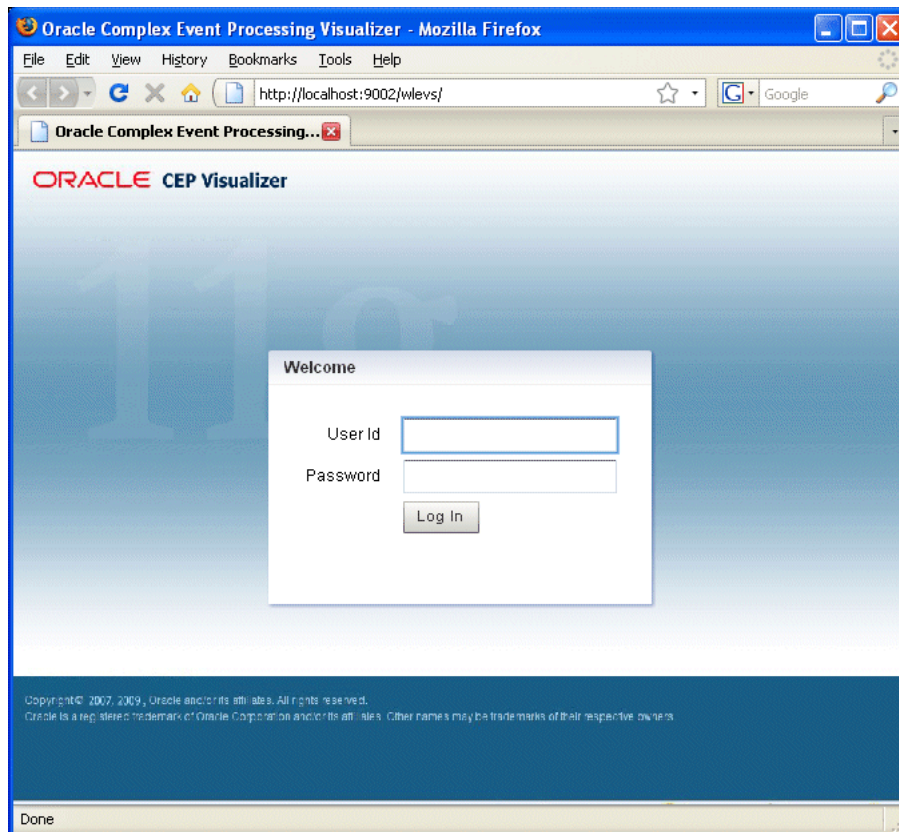 Oracle Complex Event Processing Visualizer - Mozilla Firefox
File Edit View History Bookmarks Tools Help
http://localhost:9002/wlevs/
G Google
Oracle Complex Event Processing...
ORACLE CEP Visualizer
11g
Welcome
User Id
Password
Log In
Copyright © 2007, 2009, Oracle and/or its affiliates. All rights reserved.
Oracle is a registered trademark of Oracle Corporation and/or its affiliates. Other names may be trademarks of their respective owners.
Done